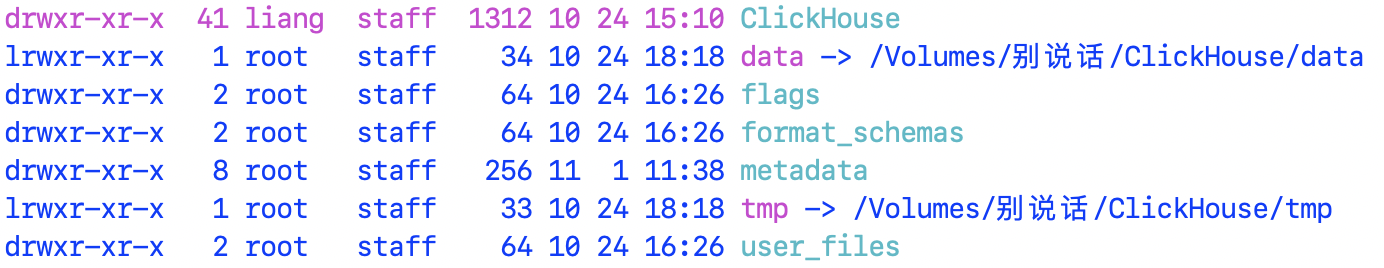 drwxr-xr-x  41 liang  staff  1312 10 24 15:10 ClickHouse
lrwxr-xr-x   1 root   staff    34 10 24 18:18 data -> /Volumes/别说话/ClickHouse/data
drwxr-xr-x   2 root   staff    64 10 24 16:26 flags
drwxr-xr-x   2 root   staff    64 10 24 16:26 format_schemas
drwxr-xr-x   8 root   staff   256 11  1 11:38 metadata
lrwxr-xr-x   1 root   staff    33 10 24 18:18 tmp -> /Volumes/别说话/ClickHouse/tmp
drwxr-xr-x   2 root   staff    64 10 24 16:26 user_files